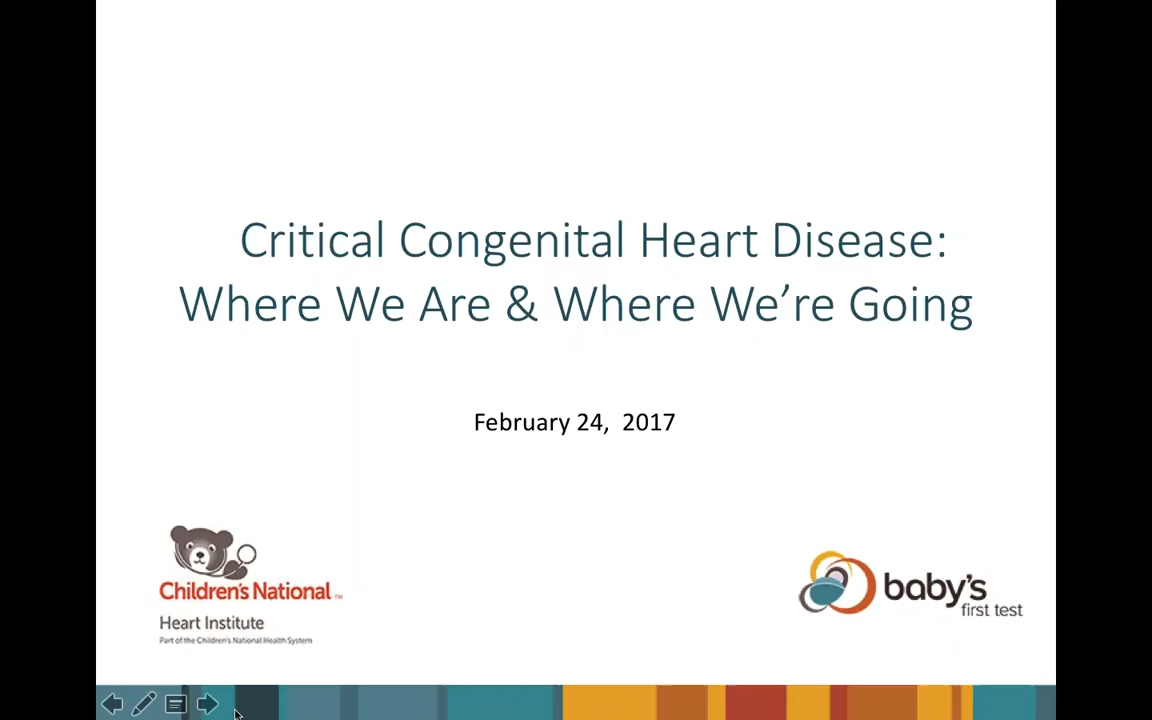 Critical Congenital Heart Disease:
Where We Are & Where We’re Going
February 24, 2017
Children's National ™
Heart Institute
Part of the Children's National Health System
baby's
first test